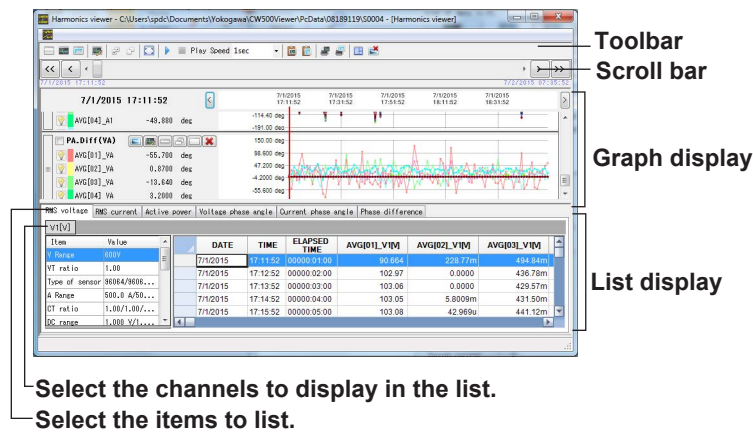 Harmonics viewer - C:\Users\spdc\Documents\Yokogawa\CW500Viewer\PcData\08189119\S0004 - [Harmonics viewer]
Play Speed 1sec
Toolbar
Scroll bar
7/1/2015 17:11:52
7/2/2015 07:35:52
7/1/2015 17:11:52
7/1/2015 17:11:52
7/1/2015 17:31:52
7/1/2015 17:51:52
7/1/2015 18:11:52
7/1/2015 18:31:52
AVG[04]_A1 -49.880 deg
-114.40 deg
-191.00 deg
PA.Diff(VA)
150.00 deg
AVG[01]_VA -55.700 deg
98.600 deg
AVG[02]_VA 0.8700 deg
47.200 deg
AVG[03]_VA -13.640 deg
-4.2000 deg
AVG[04]_VA 3.2000 deg
-55.600 deg
Graph display
RMS voltage RMS current Active power Voltage phase angle Current phase angle Phase difference
V1[V]
Item Value
V Range 600V
VT ratio 1.00
Type of sensor 96064/9606...
A Range 500.0 A/50...
CT ratio 1.00/1.00/...
DC range 1.000 V/1....
DATE TIME ELAPSED TIME AVG[01]_V1[V] AVG[02]_V1[V] AVG[03]_V1[V]
7/1/2015 17:11:52 00000:01:00 90.664 228.77m 494.84m
7/1/2015 17:12:52 00000:02:00 102.97 0.0000 436.78m
7/1/2015 17:13:52 00000:03:00 103.06 0.0000 429.57m
7/1/2015 17:14:52 00000:04:00 103.05 5.8009m 431.50m
7/1/2015 17:15:52 00000:05:00 103.08 42.969u 441.12m
List display
Select the channels to display in the list.
Select the items to list.